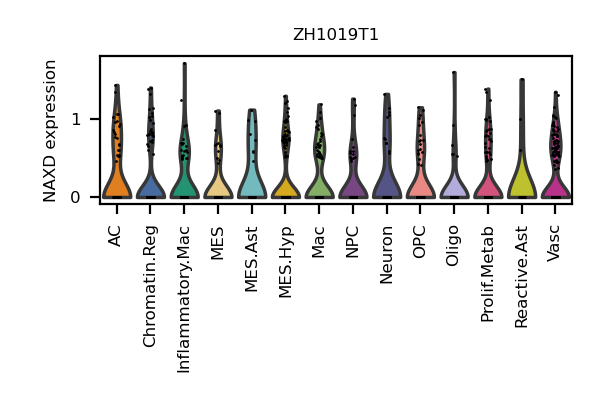 ZH1019T1
NAXD expression
1
0
AC
Chromatin.Reg
Inflammatory.Mac
MES
MES.Ast
MES.Hyp
Mac
NPC
Neuron
OPC
Oligo
Prolif.Metab
Reactive.Ast
Vasc